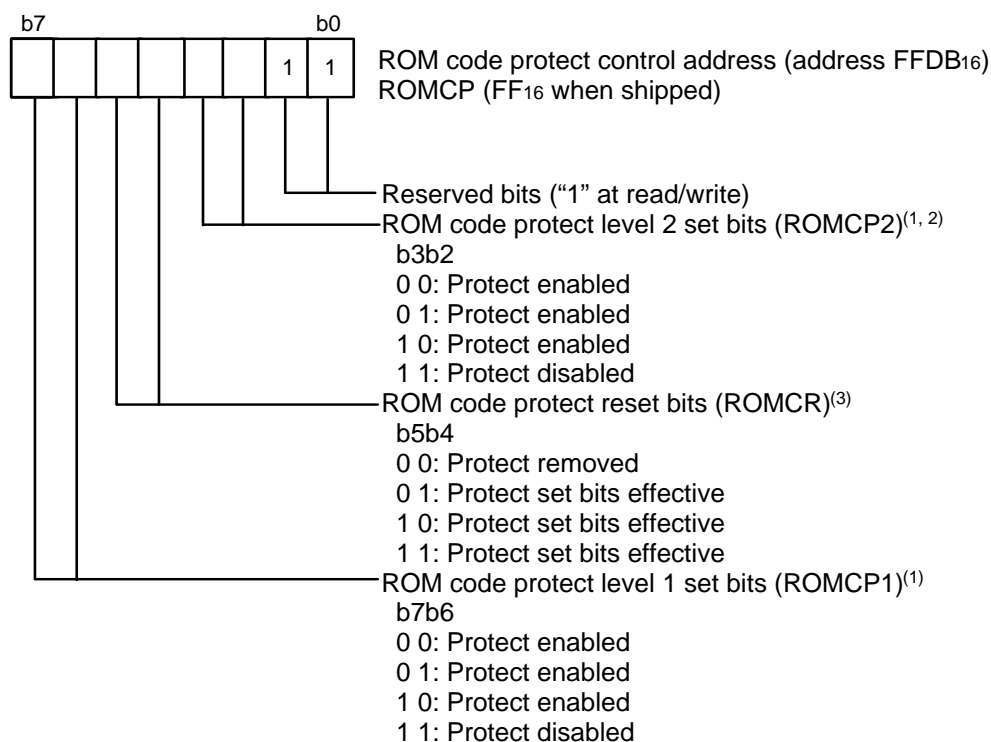 b7 b0
1 1
ROM code protect control address (address FFDB16)
ROMCP (FF16 when shipped)
Reserved bits (“1” at read/write)
ROM code protect level 2 set bits (ROMCP2)(1, 2)
b3b2
0 0: Protect enabled
0 1: Protect enabled
1 0: Protect enabled
1 1: Protect disabled
ROM code protect reset bits (ROMCR)(3)
b5b4
0 0: Protect removed
0 1: Protect set bits effective
1 0: Protect set bits effective
1 1: Protect set bits effective
ROM code protect level 1 set bits (ROMCP1)(1)
b7b6
0 0: Protect enabled
0 1: Protect enabled
1 0: Protect enabled
1 1: Protect disabled